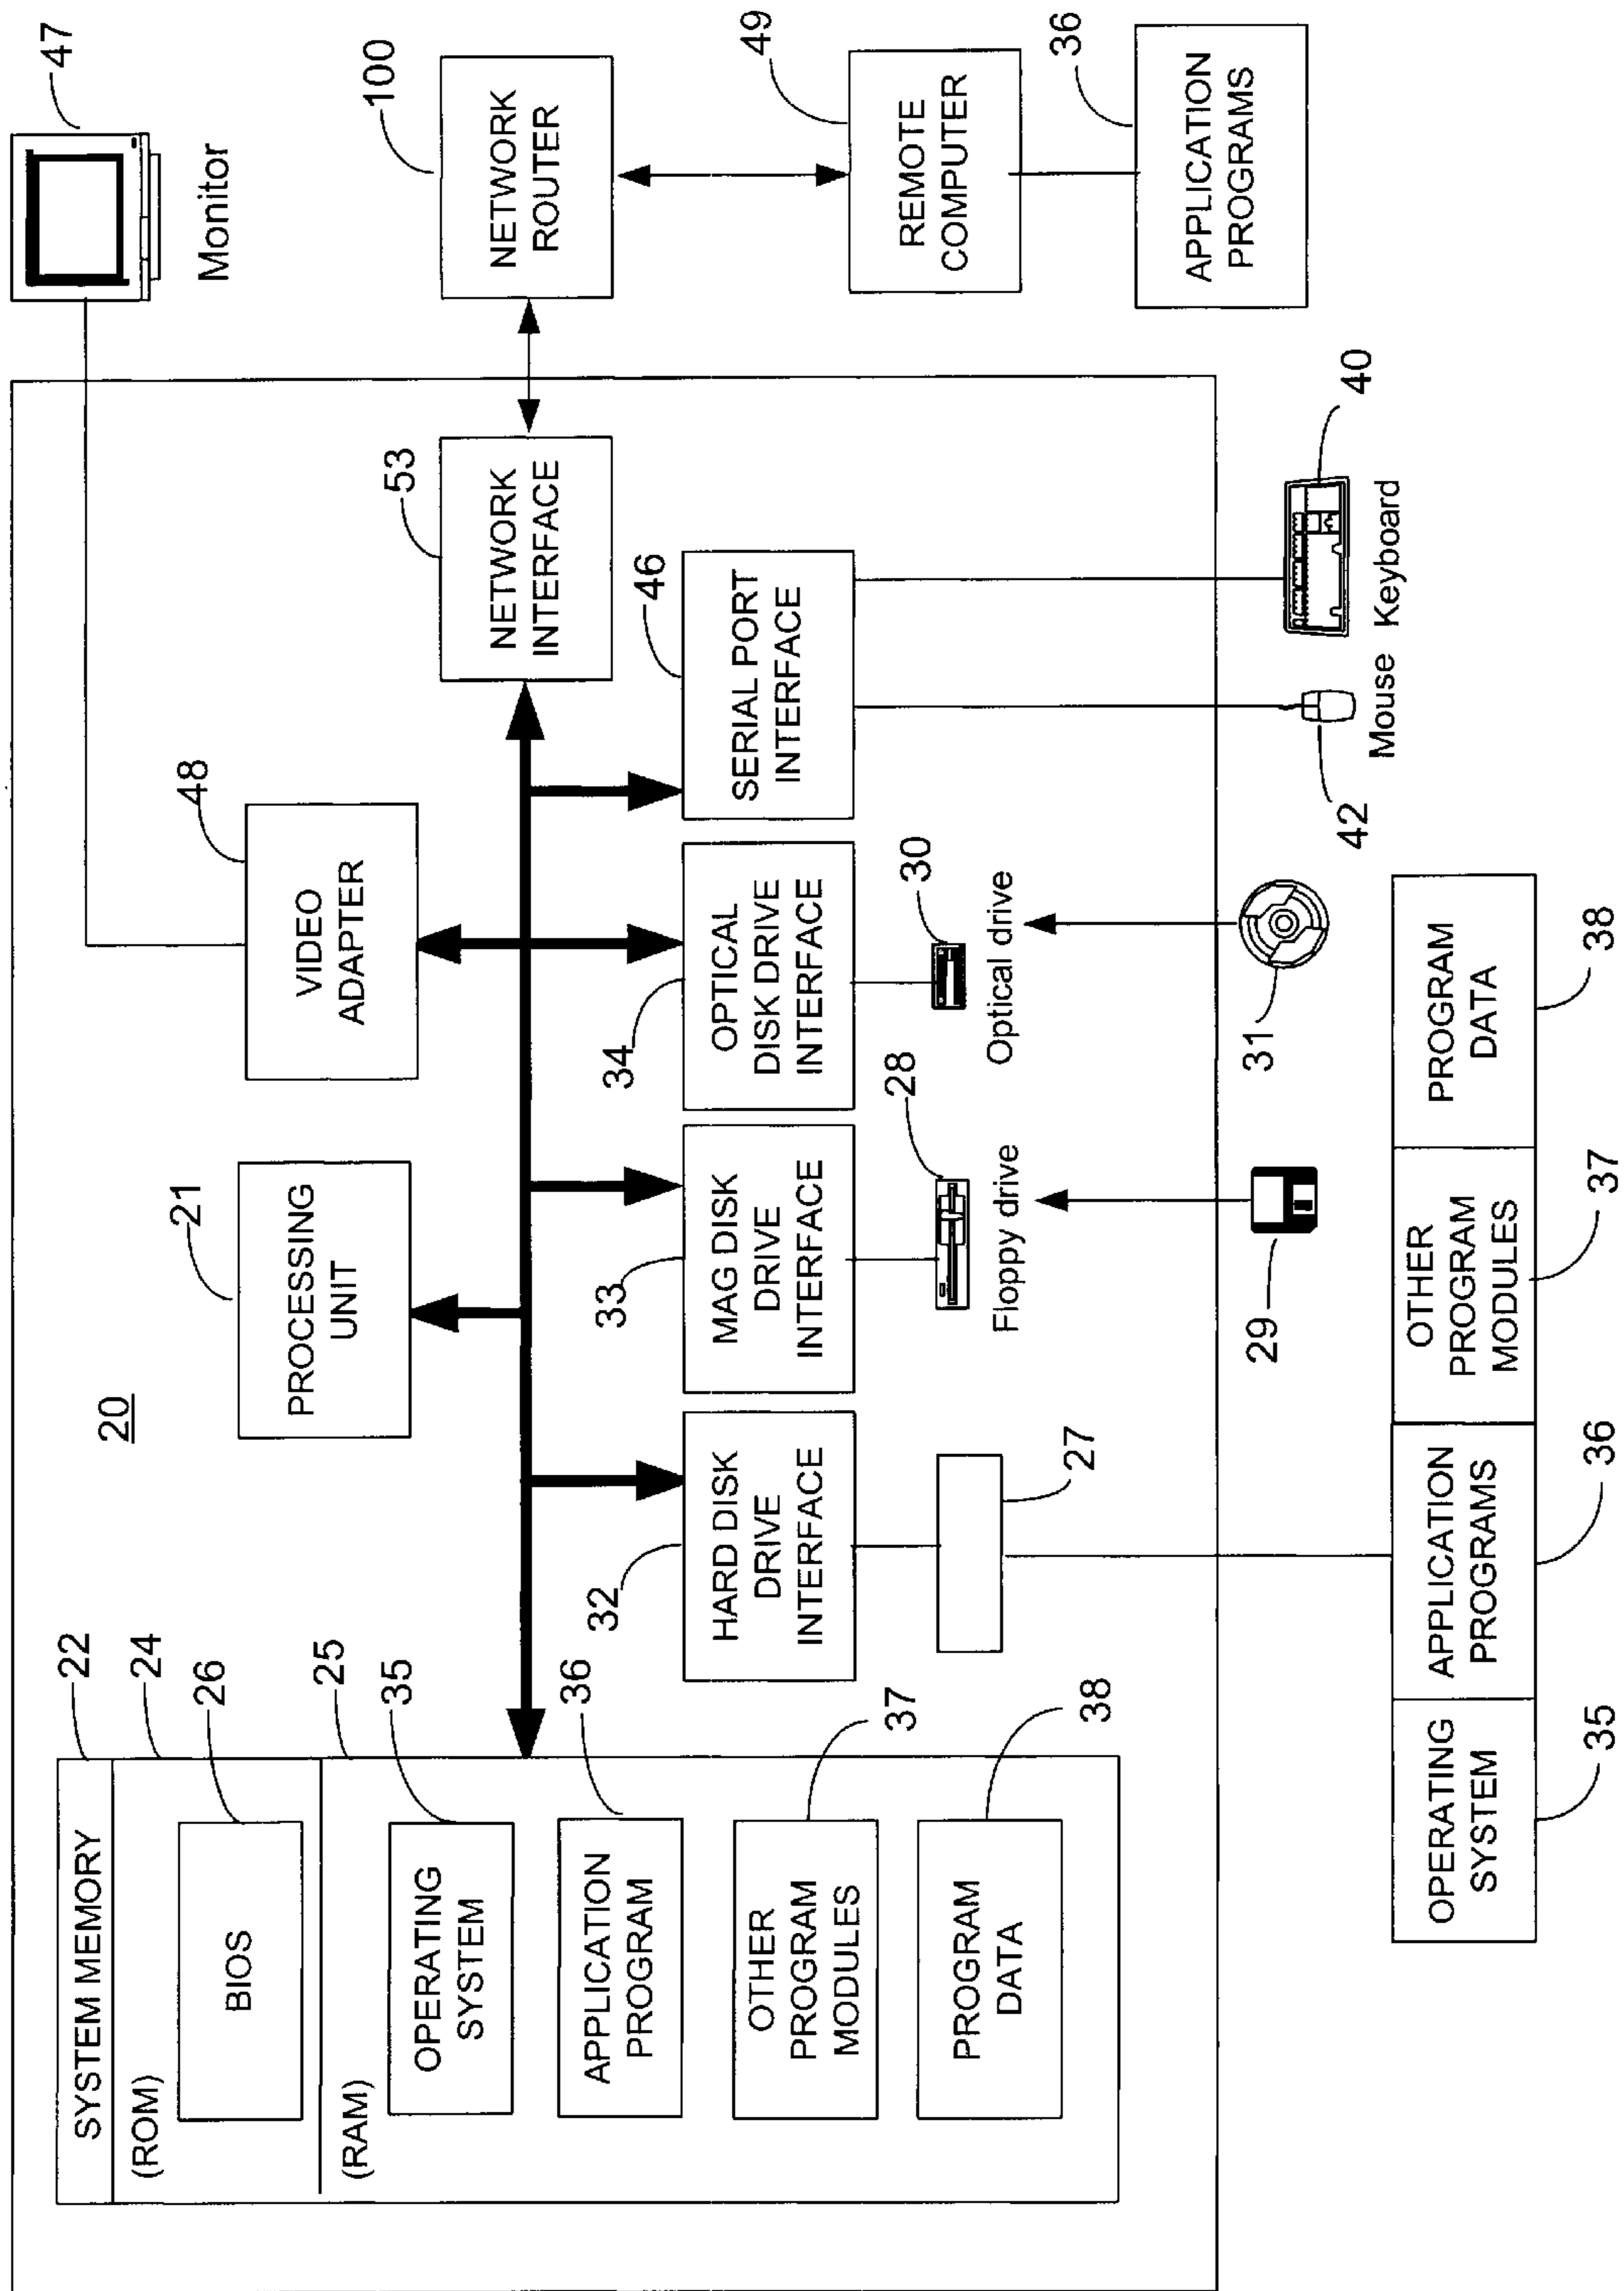 20
SYSTEM MEMORY
22
(ROM)
24
BIOS
26
(RAM)
25
OPERATING
SYSTEM
35
APPLICATION
PROGRAM
36
OTHER
PROGRAM
MODULES
37
PROGRAM
DATA
38
PROCESSING
UNIT
21
VIDEO
ADAPTER
48
47
Monitor
HARD DISK
DRIVE
INTERFACE
32
27
MAG DISK
DRIVE
INTERFACE
33
28
Floppy drive
29
OPTICAL
DISK DRIVE
INTERFACE
34
30
Optical drive
31
SERIAL PORT
INTERFACE
46
Mouse
42
Keyboard
40
NETWORK
INTERFACE
53
NETWORK
ROUTER
100
REMOTE
COMPUTER
49
APPLICATION
PROGRAMS
36
OPERATING
SYSTEM
35
APPLICATION
PROGRAMS
36
OTHER
PROGRAM
MODULES
37
PROGRAM
DATA
38